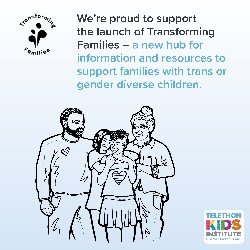 Transforming
Families
We're proud to support
the launch of Transforming
Families – a new hub for
information and resources to
support families with trans or
gender diverse children.
TELETHON
KIDS
INSTITUTE